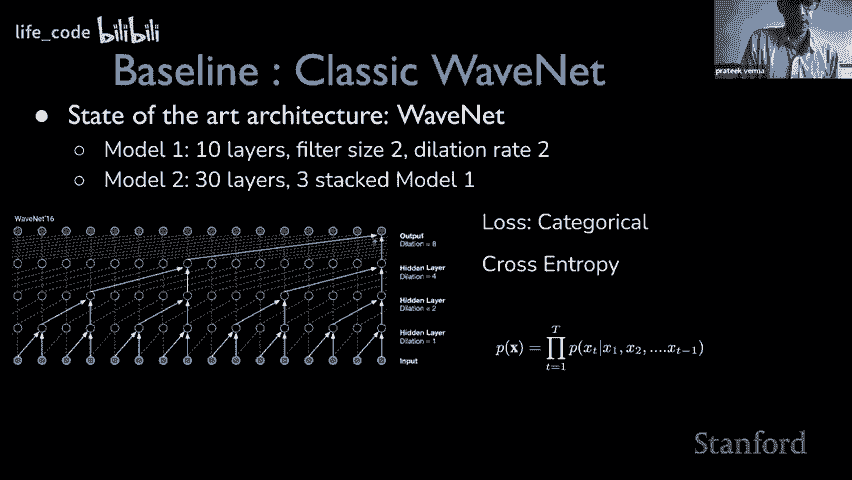 life_code bilibili
prateek verma
Baseline : Classic WaveNet
● State of the art architecture: WaveNet
○ Model 1: 10 layers, filter size 2, dilation rate 2
○ Model 2: 30 layers, 3 stacked Model 1
WaveNet'16
Output
Dilation = 8
Hidden Layer
Dilation = 4
Hidden Layer
Dilation = 2
Hidden Layer
Dilation = 1
Input
Loss: Categorical
Cross Entropy
p(x) = ∏_{t=1}^{T} p(x_t|x_1, x_2, ....x_{t-1})
Stanford